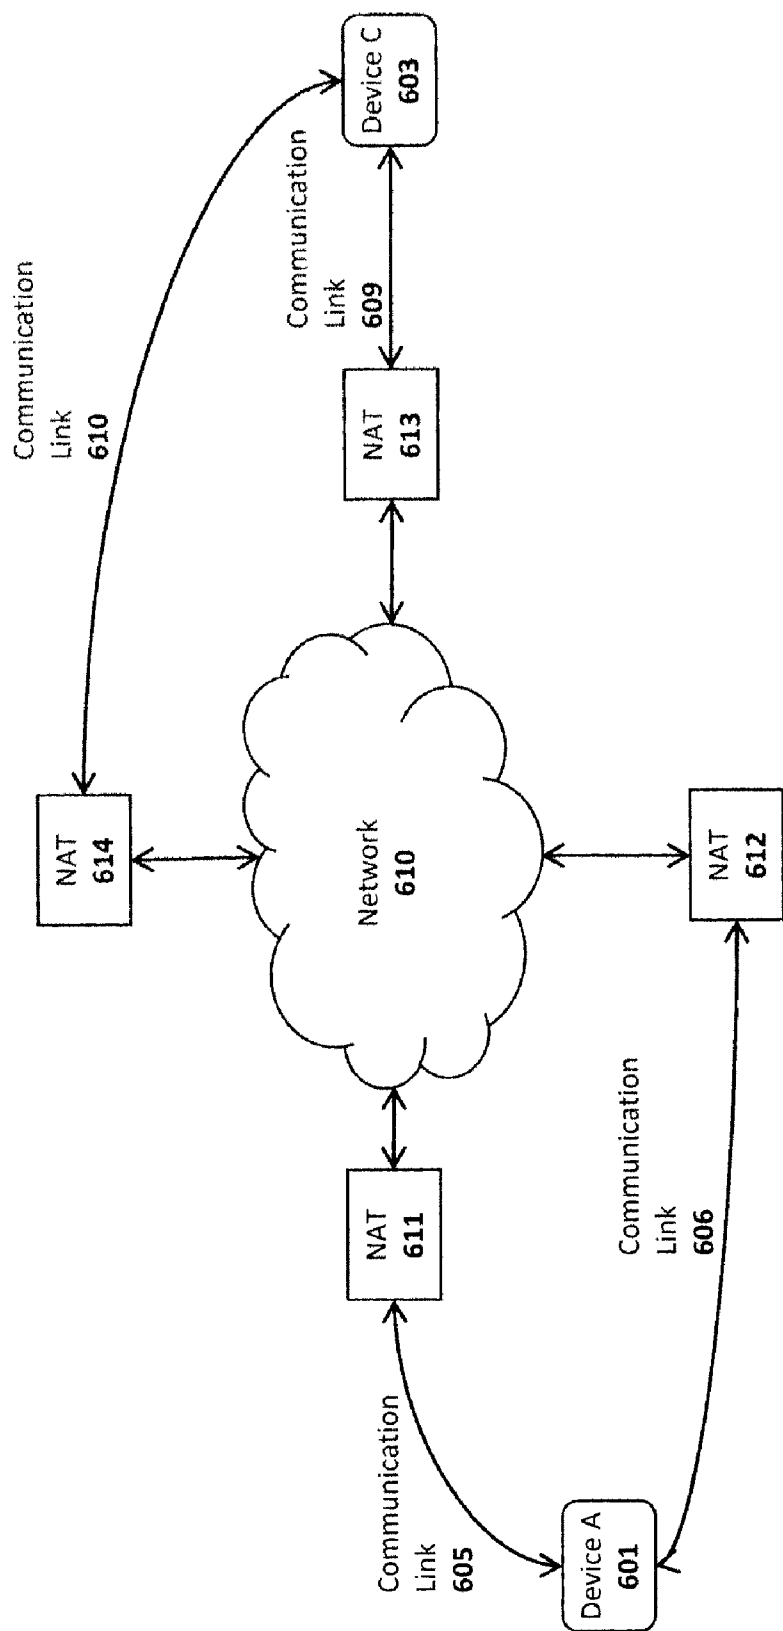 Communication
Link
610
Device C
603
Communication
Link
609
NAT
613
NAT
614
Network
610
NAT
612
NAT
611
Communication
Link
606
Communication
Link
605
Device A
601